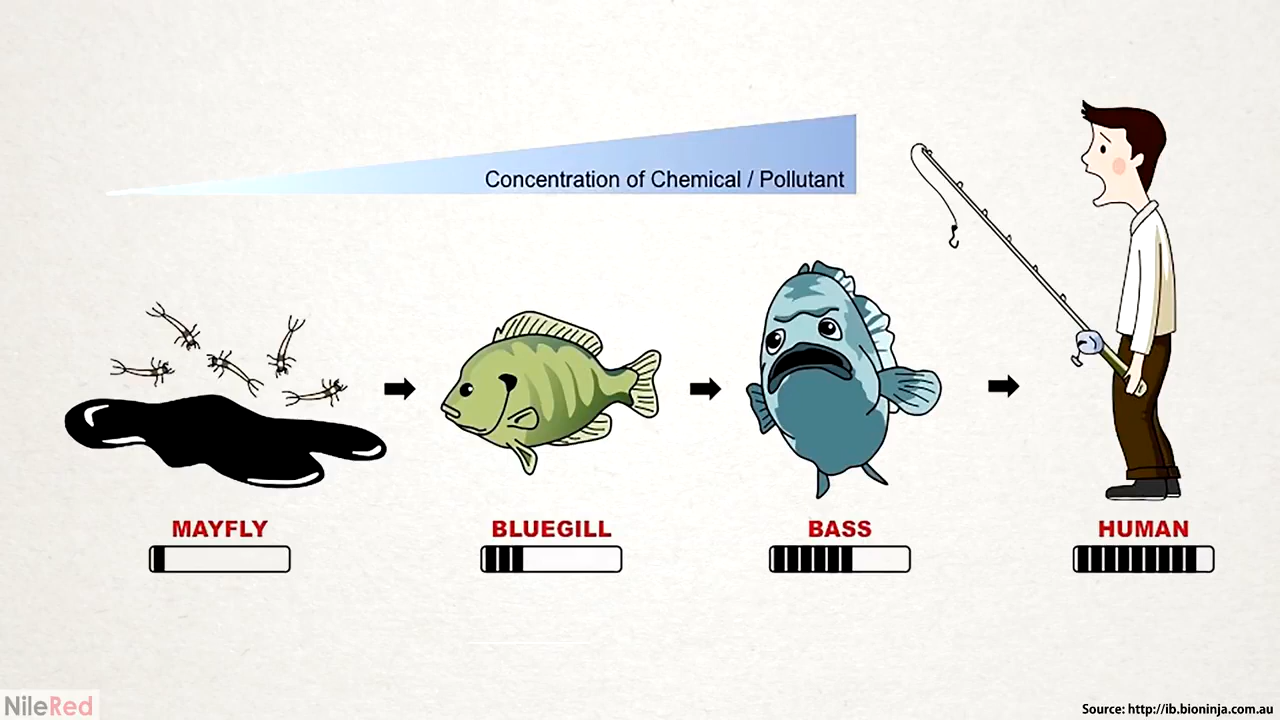 Concentration of Chemical / Pollutant
MAYFLY
BLUEGILL
BASS
HUMAN
NileRed
Source: http://ib.bioninja.com.au